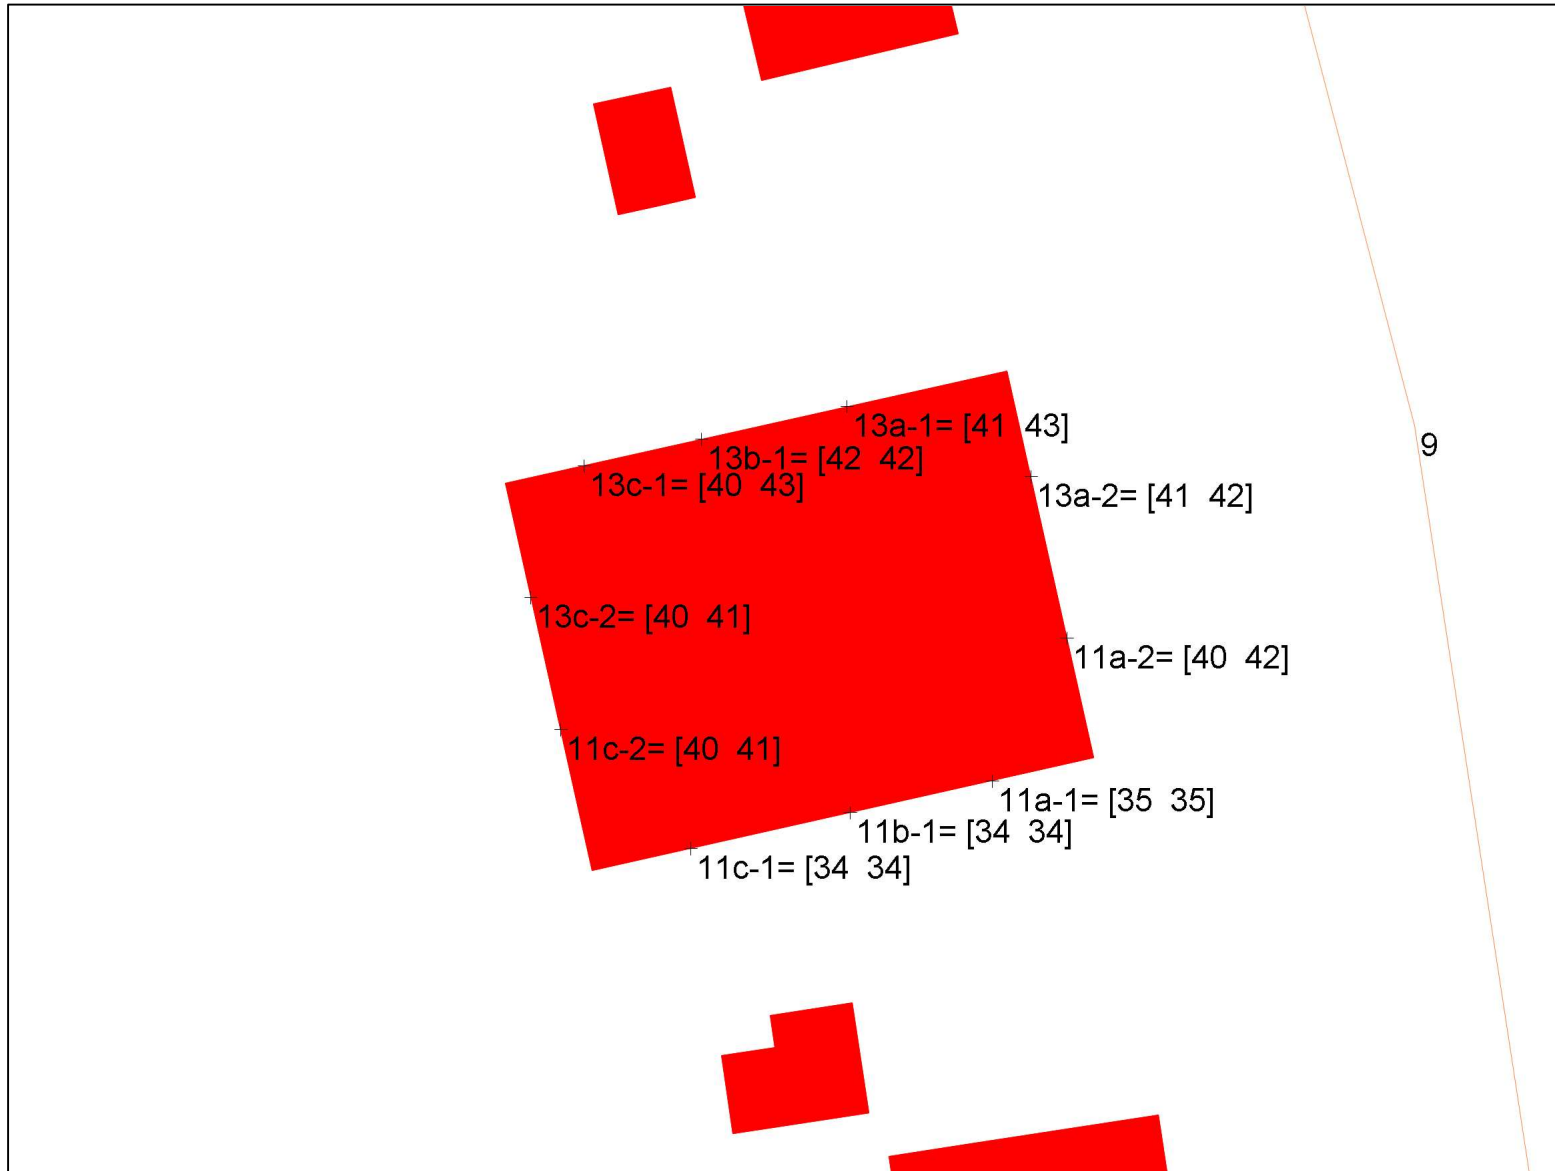 13a-1= [41 43]
9
13b-1= [42 42]
13c-1= [40 43]
13a-2= [41 42]
13c-2= [40 41]
11a-2= [40 42]
11c-2= [40 41]
11a-1= [35 35]
11b-1= [34 34]
11c-1= [34 34]